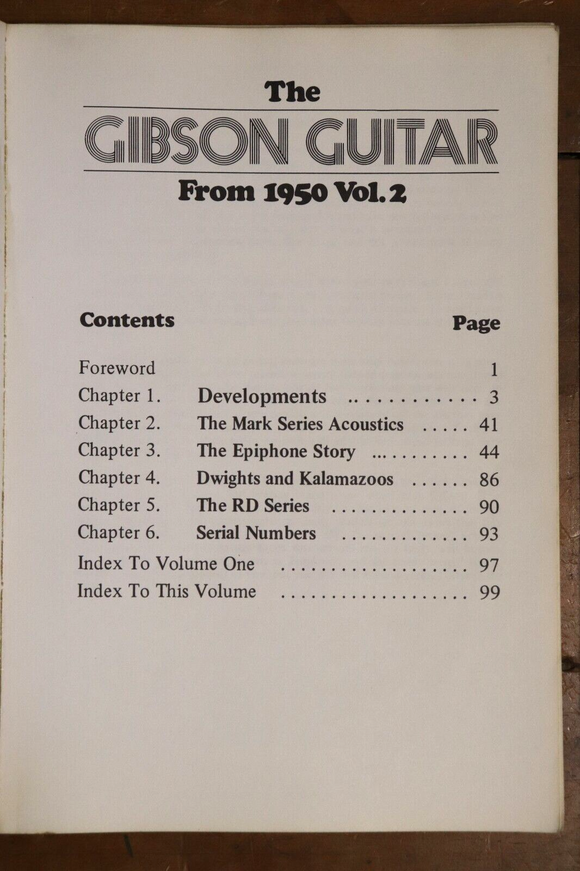 The
GIBSON GUITAR
From 1950 Vol. 2
Contents Page
Foreword 1
Chapter 1. Developments .. . . . . . . . . . . 3
Chapter 2. The Mark Series Acoustics . . . . . 41
Chapter 3. The Epiphone Story ... . . . . . . . . 44
Chapter 4. Dwights and Kalamazoos . . . . . . 86
Chapter 5. The RD Series . . . . . . . . . . . . . . 90
Chapter 6. Serial Numbers . . . . . . . . . . . . . 93
Index To Volume One . . . . . . . . . . . . . . . . . . . 97
Index To This Volume . . . . . . . . . . . . . . . . . . . 99